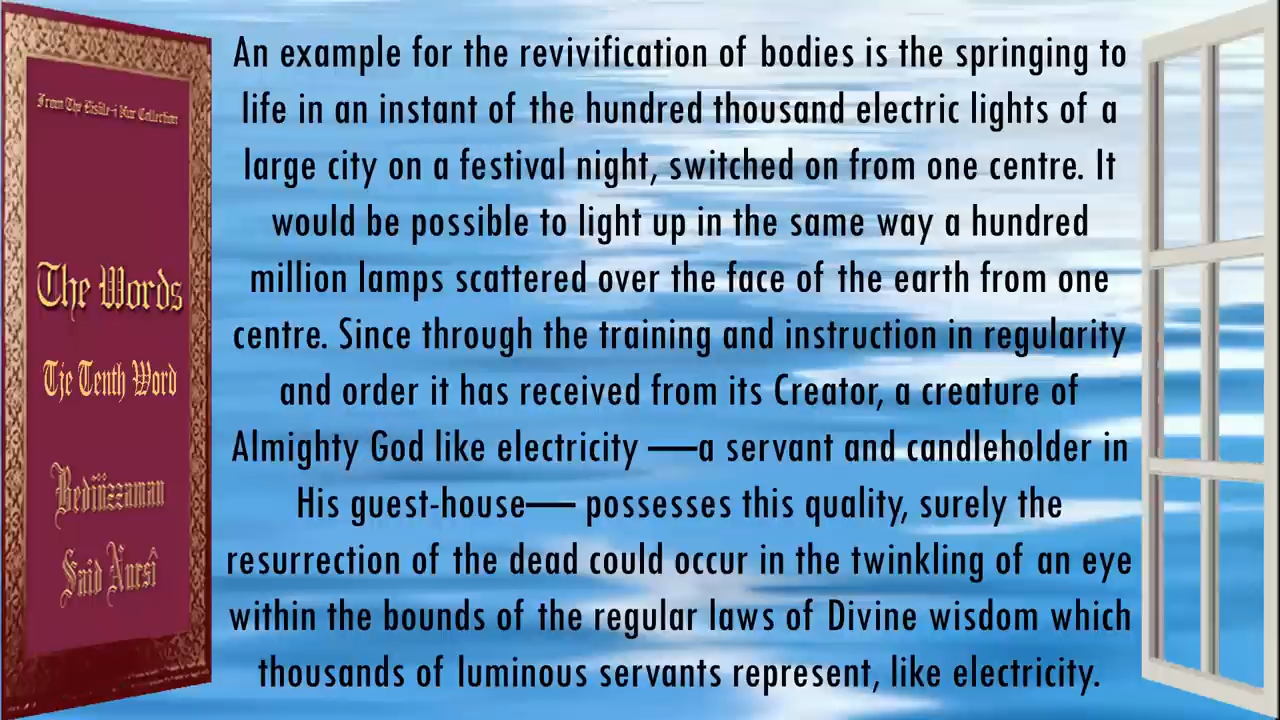 From The Risale-i Nur Collection
The Words
Tje Tenth Word
Bediüzzaman
Said Nursî
An example for the revivification of bodies is the springing to
life in an instant of the hundred thousand electric lights of a
large city on a festival night, switched on from one centre. It
would be possible to light up in the same way a hundred
million lamps scattered over the face of the earth from one
centre. Since through the training and instruction in regularity
and order it has received from its Creator, a creature of
Almighty God like electricity —a servant and candleholder in
His guest-house— possesses this quality, surely the
resurrection of the dead could occur in the twinkling of an eye
within the bounds of the regular laws of Divine wisdom which
thousands of luminous servants represent, like electricity.